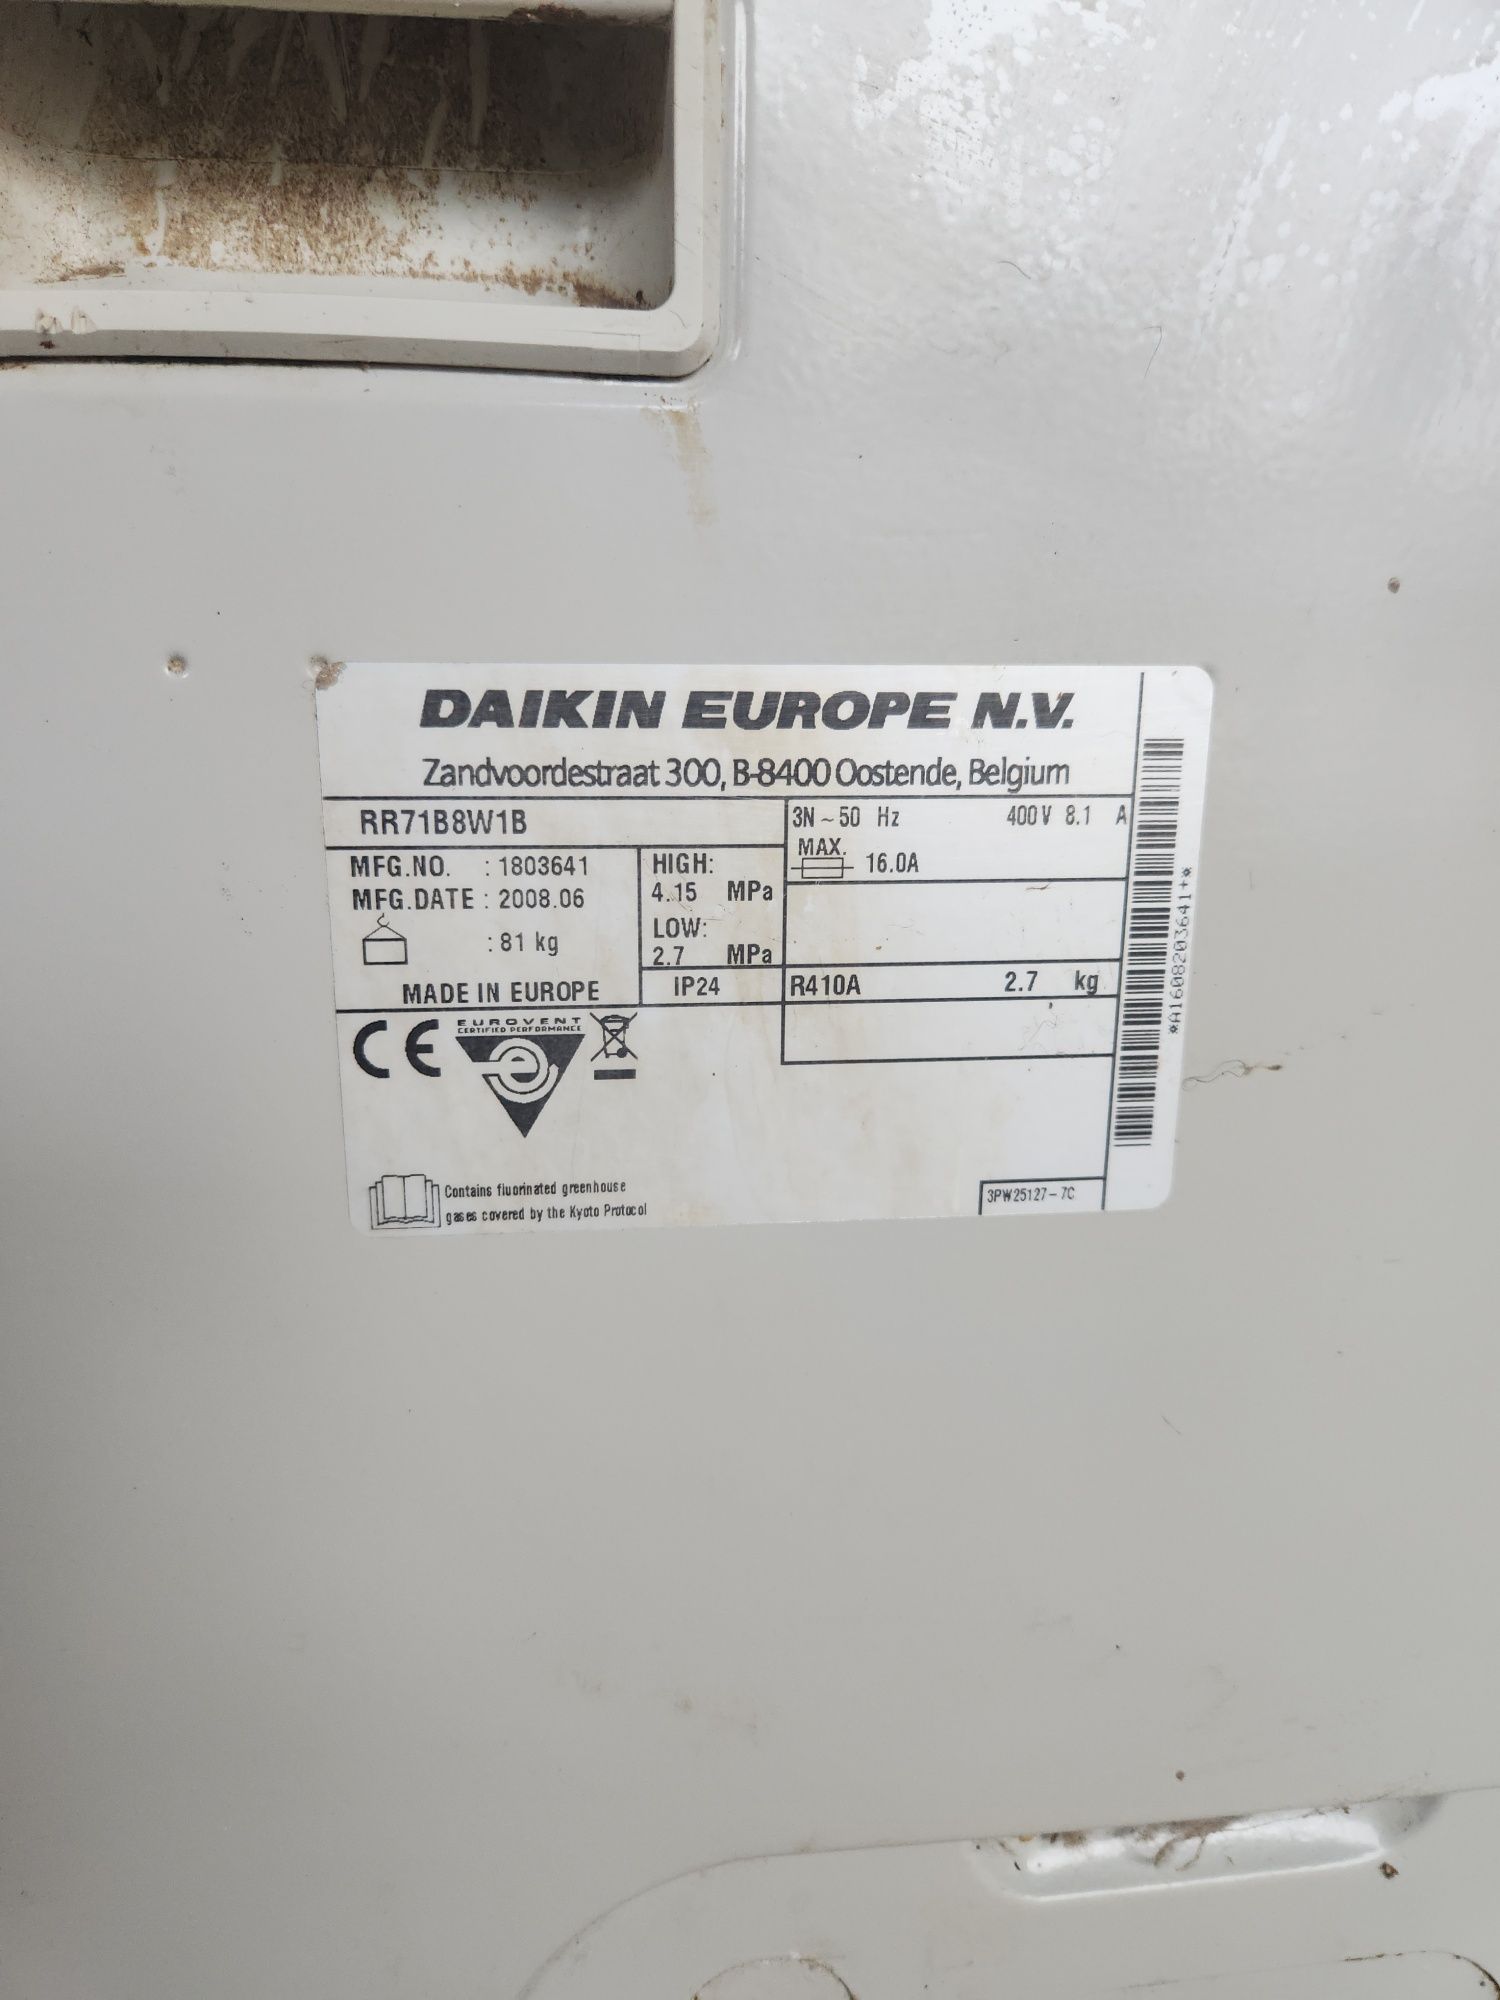 DAIKIN EUROPE N.V.
Zandvoordestraat 300, B-8400 Oostende, Belgium
RR71B8W1B
3N ~ 50 Hz 400V 8.1 A
MAX. 16.0A
MFG.NO. : 1803641
MFG.DATE : 2008.06
: 81 kg
MADE IN EUROPE
HIGH:
4.15 MPa
LOW:
2.7 MPa
IP24
R410A 2.7 kg
CE
EUROVENT
CERTIFIED PERFORMANCE
Contains fluorinated greenhouse
gases covered by the Kyoto Protocol
3PW25127-7C
*A1608203641+*